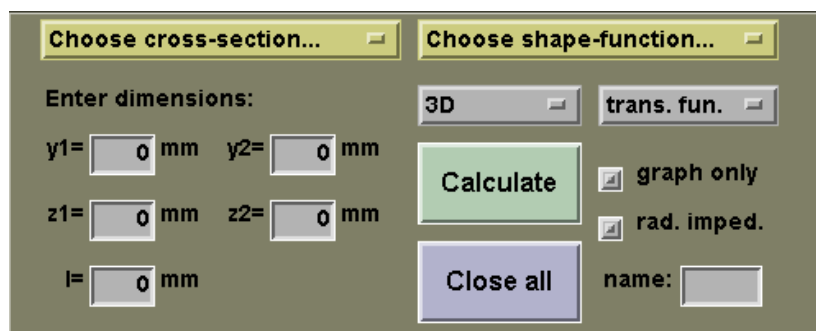 Choose cross-section... Choose shape-function...
Enter dimensions: 3D trans. fun.
y1= 0 mm y2= 0 mm
Calculate graph only
z1= 0 mm z2= 0 mm
rad. imped.
l= 0 mm Close all name: